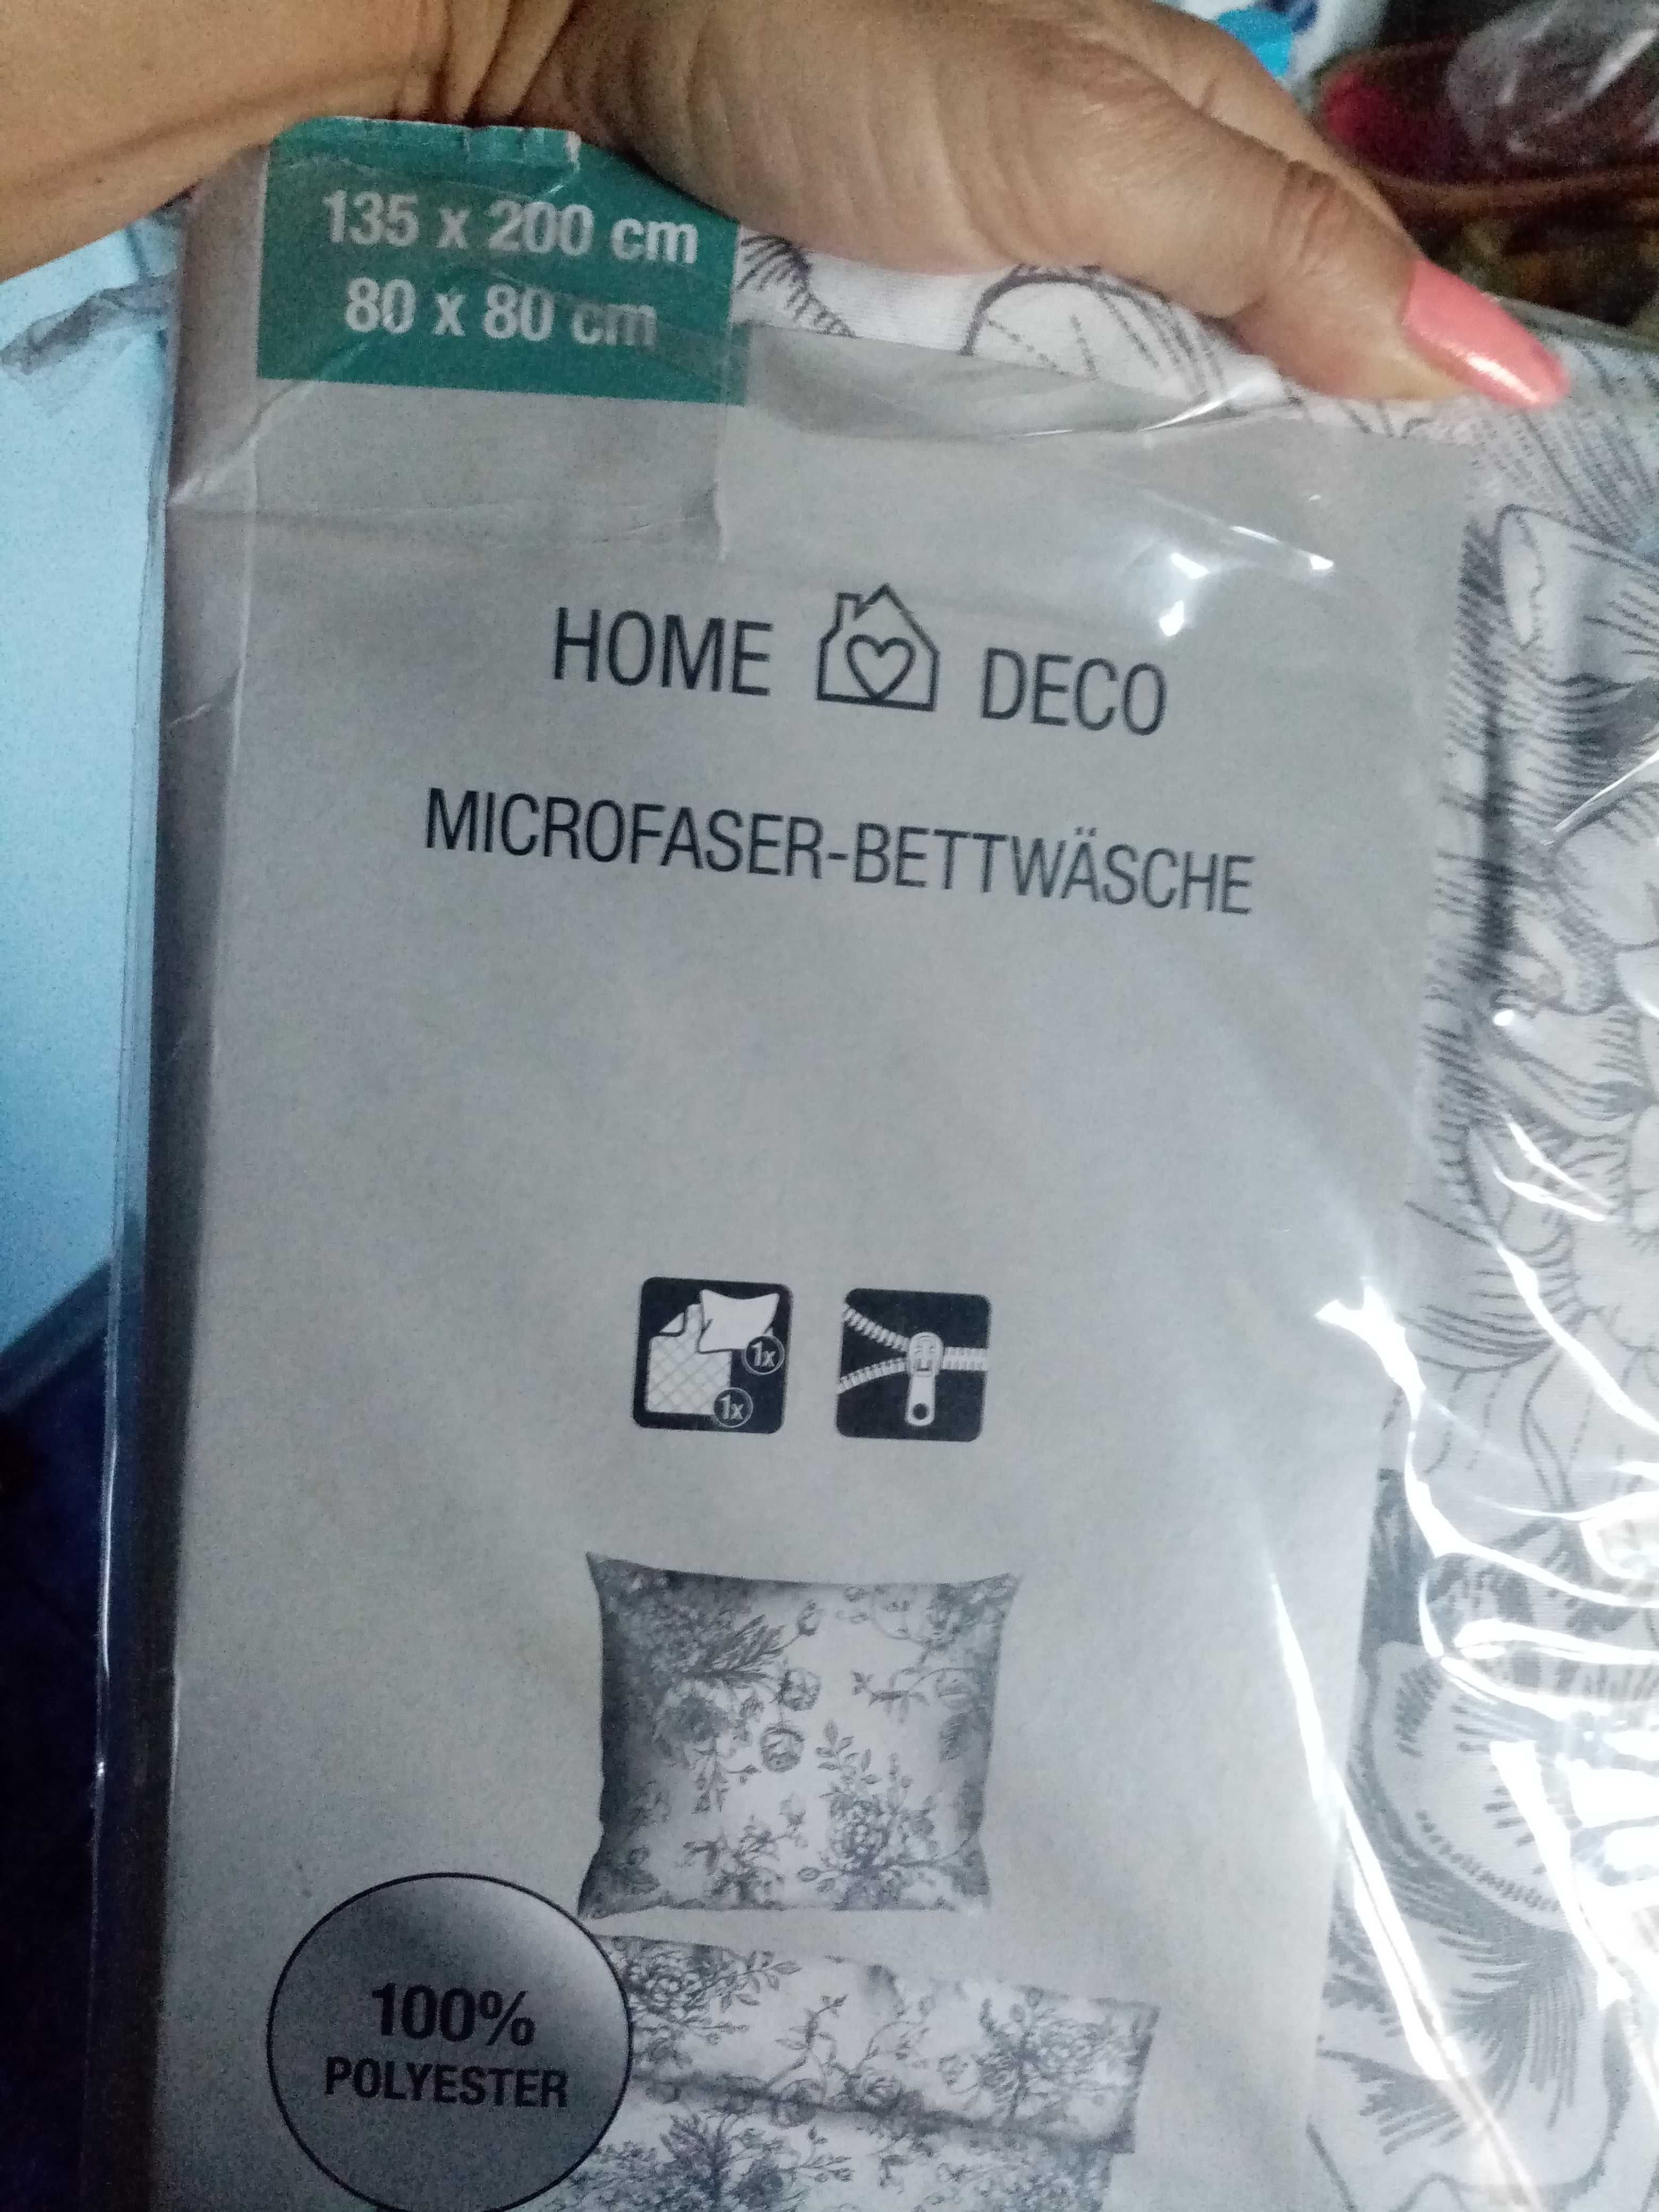 135 x 200 cm
80 x 80 cm
HOME DECO
MICROFASER-BETTWÄSCHE
1x
1x
100%
POLYESTER